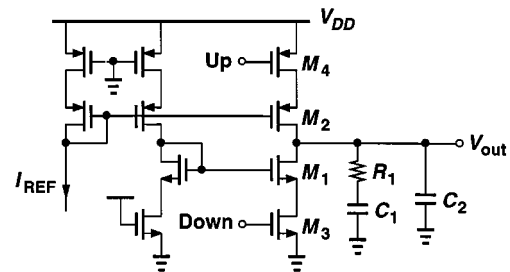 V_DD
Up
M_4
M_2
V_out
I_REF
M_1
R_1
C_1
C_2
Down
M_3